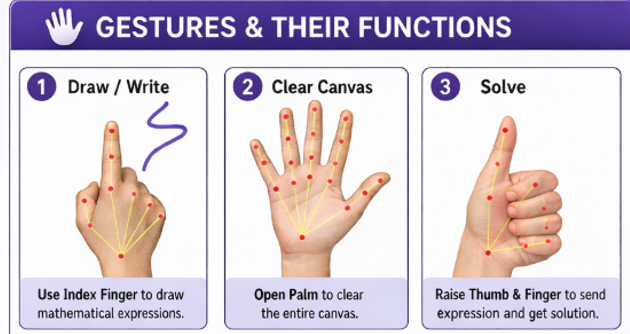 GESTURES & THEIR FUNCTIONS
1 Draw / Write
Use Index Finger to draw
mathematical expressions.
2 Clear Canvas
Open Palm to clear
the entire canvas.
3 Solve
Raise Thumb & Finger to send
expression and get solution.